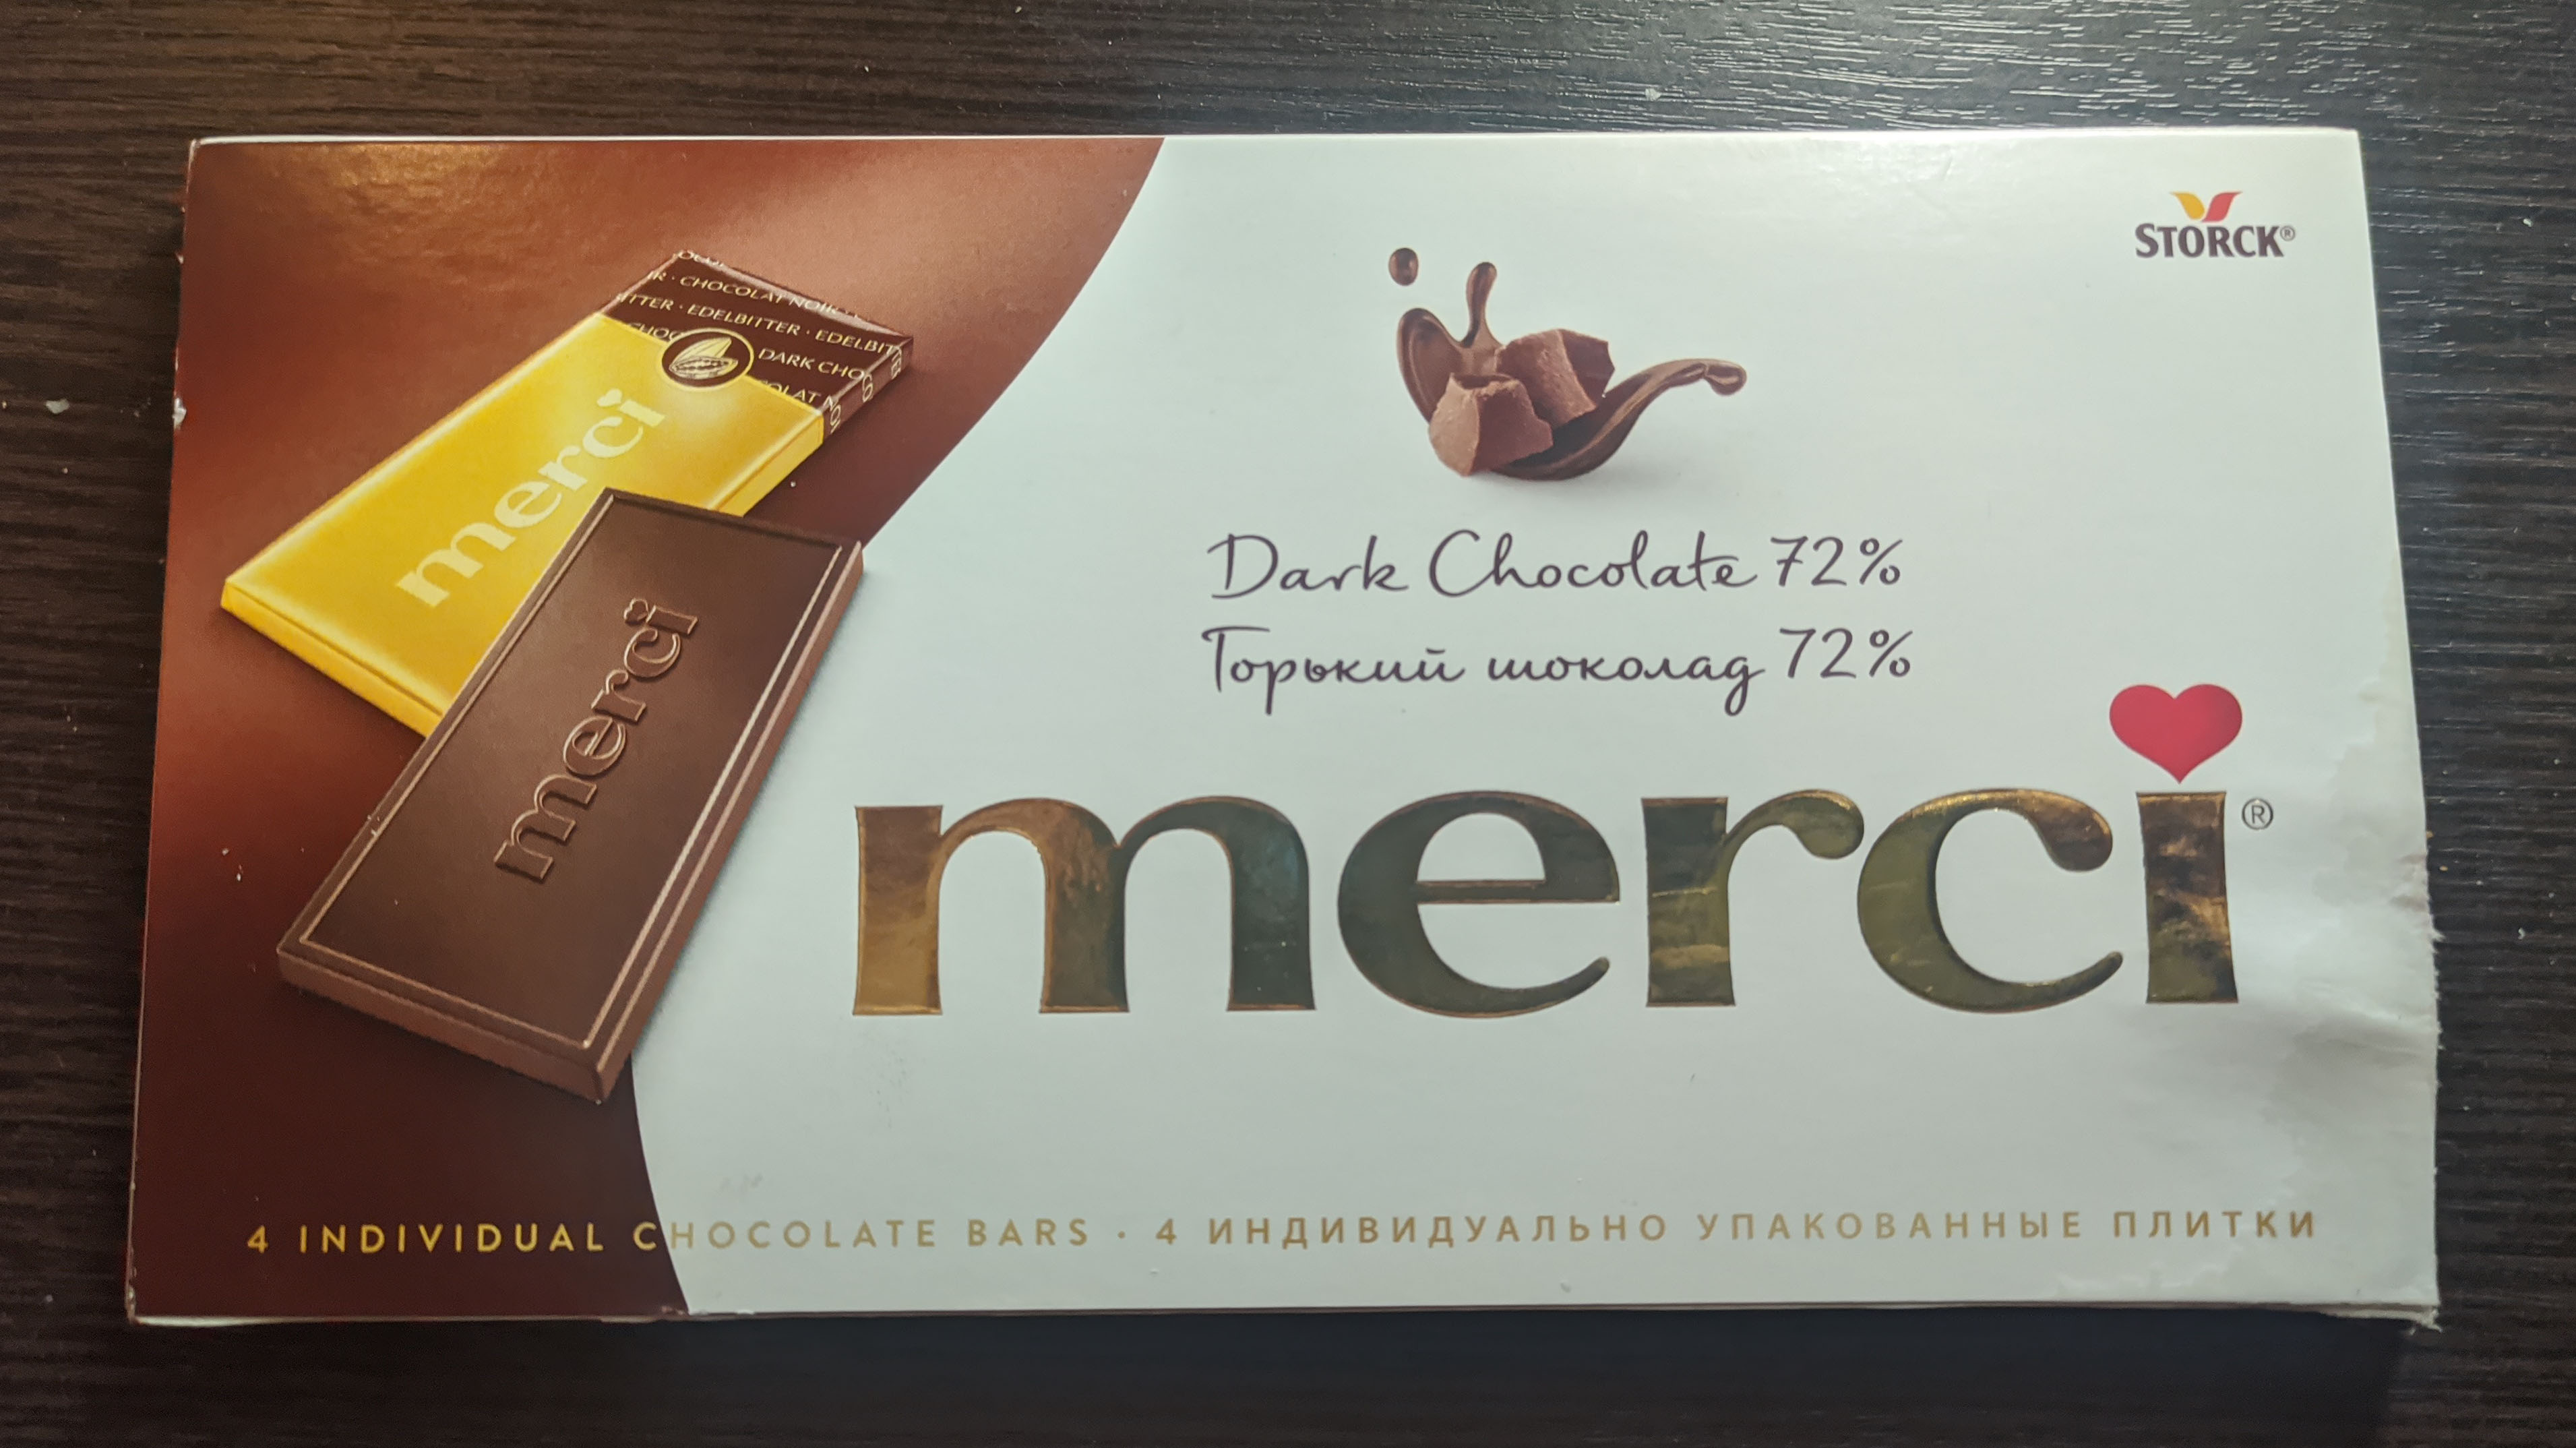 STORCK®
CHOCOLAT NOIR
EDELBITTER · EDELBIT
DARK CHO
merci
merci
Dark Chocolate 72%
Горький шоколад 72%
merci®
4 INDIVIDUAL CHOCOLATE BARS · 4 ИНДИВИДУАЛЬНО УПАКОВАННЫЕ ПЛИТКИ